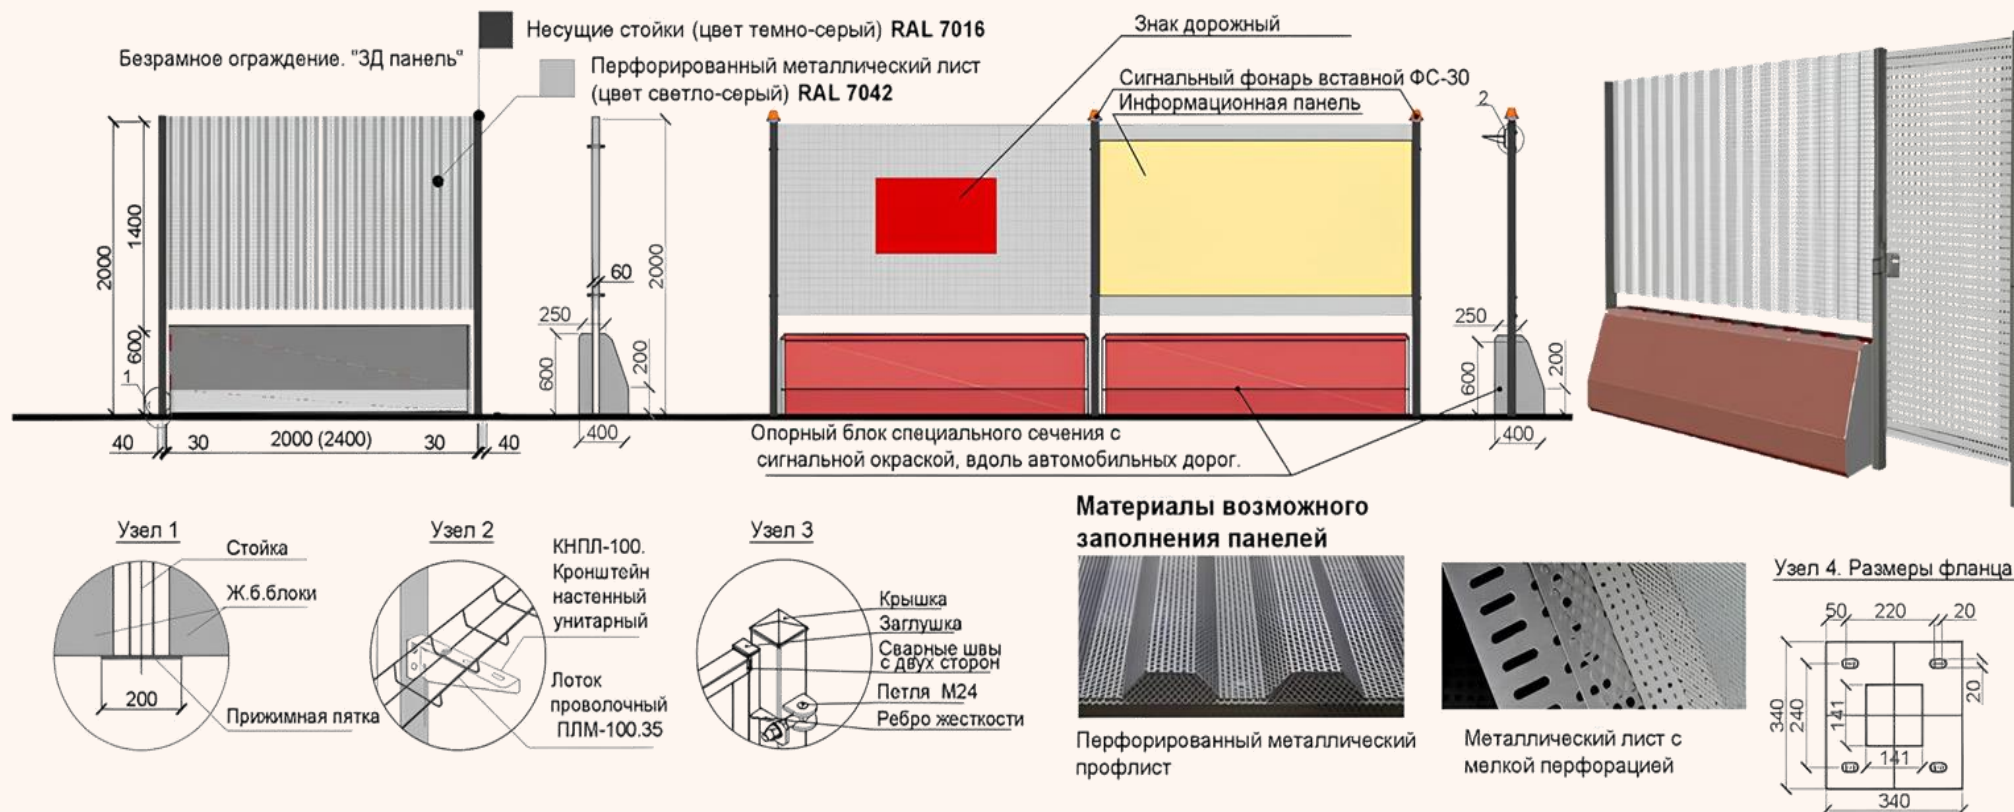 Безрамное ограждение. "3Д панель"
Несущие стойки (цвет темно-серый) RAL 7016
Перфорированный металлический лист
(цвет светло-серый) RAL 7042
Знак дорожный
Сигнальный фонарь вставной ФС-30
Информационная панель
2000
1400
600
1
40
30
2000 (2400)
30
40
60
2000
250
600
200
400
2
250
600
200
400
Опорный блок специального сечения с
сигнальной окраской, вдоль автомобильных дорог.
Узел 1
Стойка
Ж.б.блоки
200
Прижимная пятка
Узел 2
КНПЛ-100.
Кронштейн
настенный
унитарный
Лоток
проволочный
ПЛМ-100.35
Узел 3
Крышка
Заглушка
Сварные швы
с двух сторон
Петля М24
Ребро жесткости
Материалы возможного
заполнения панелей
Перфорированный металлический
профлист
Металлический лист с
мелкой перфорацией
Узел 4. Размеры фланца
50
220
20
20
340
240
141
141
340